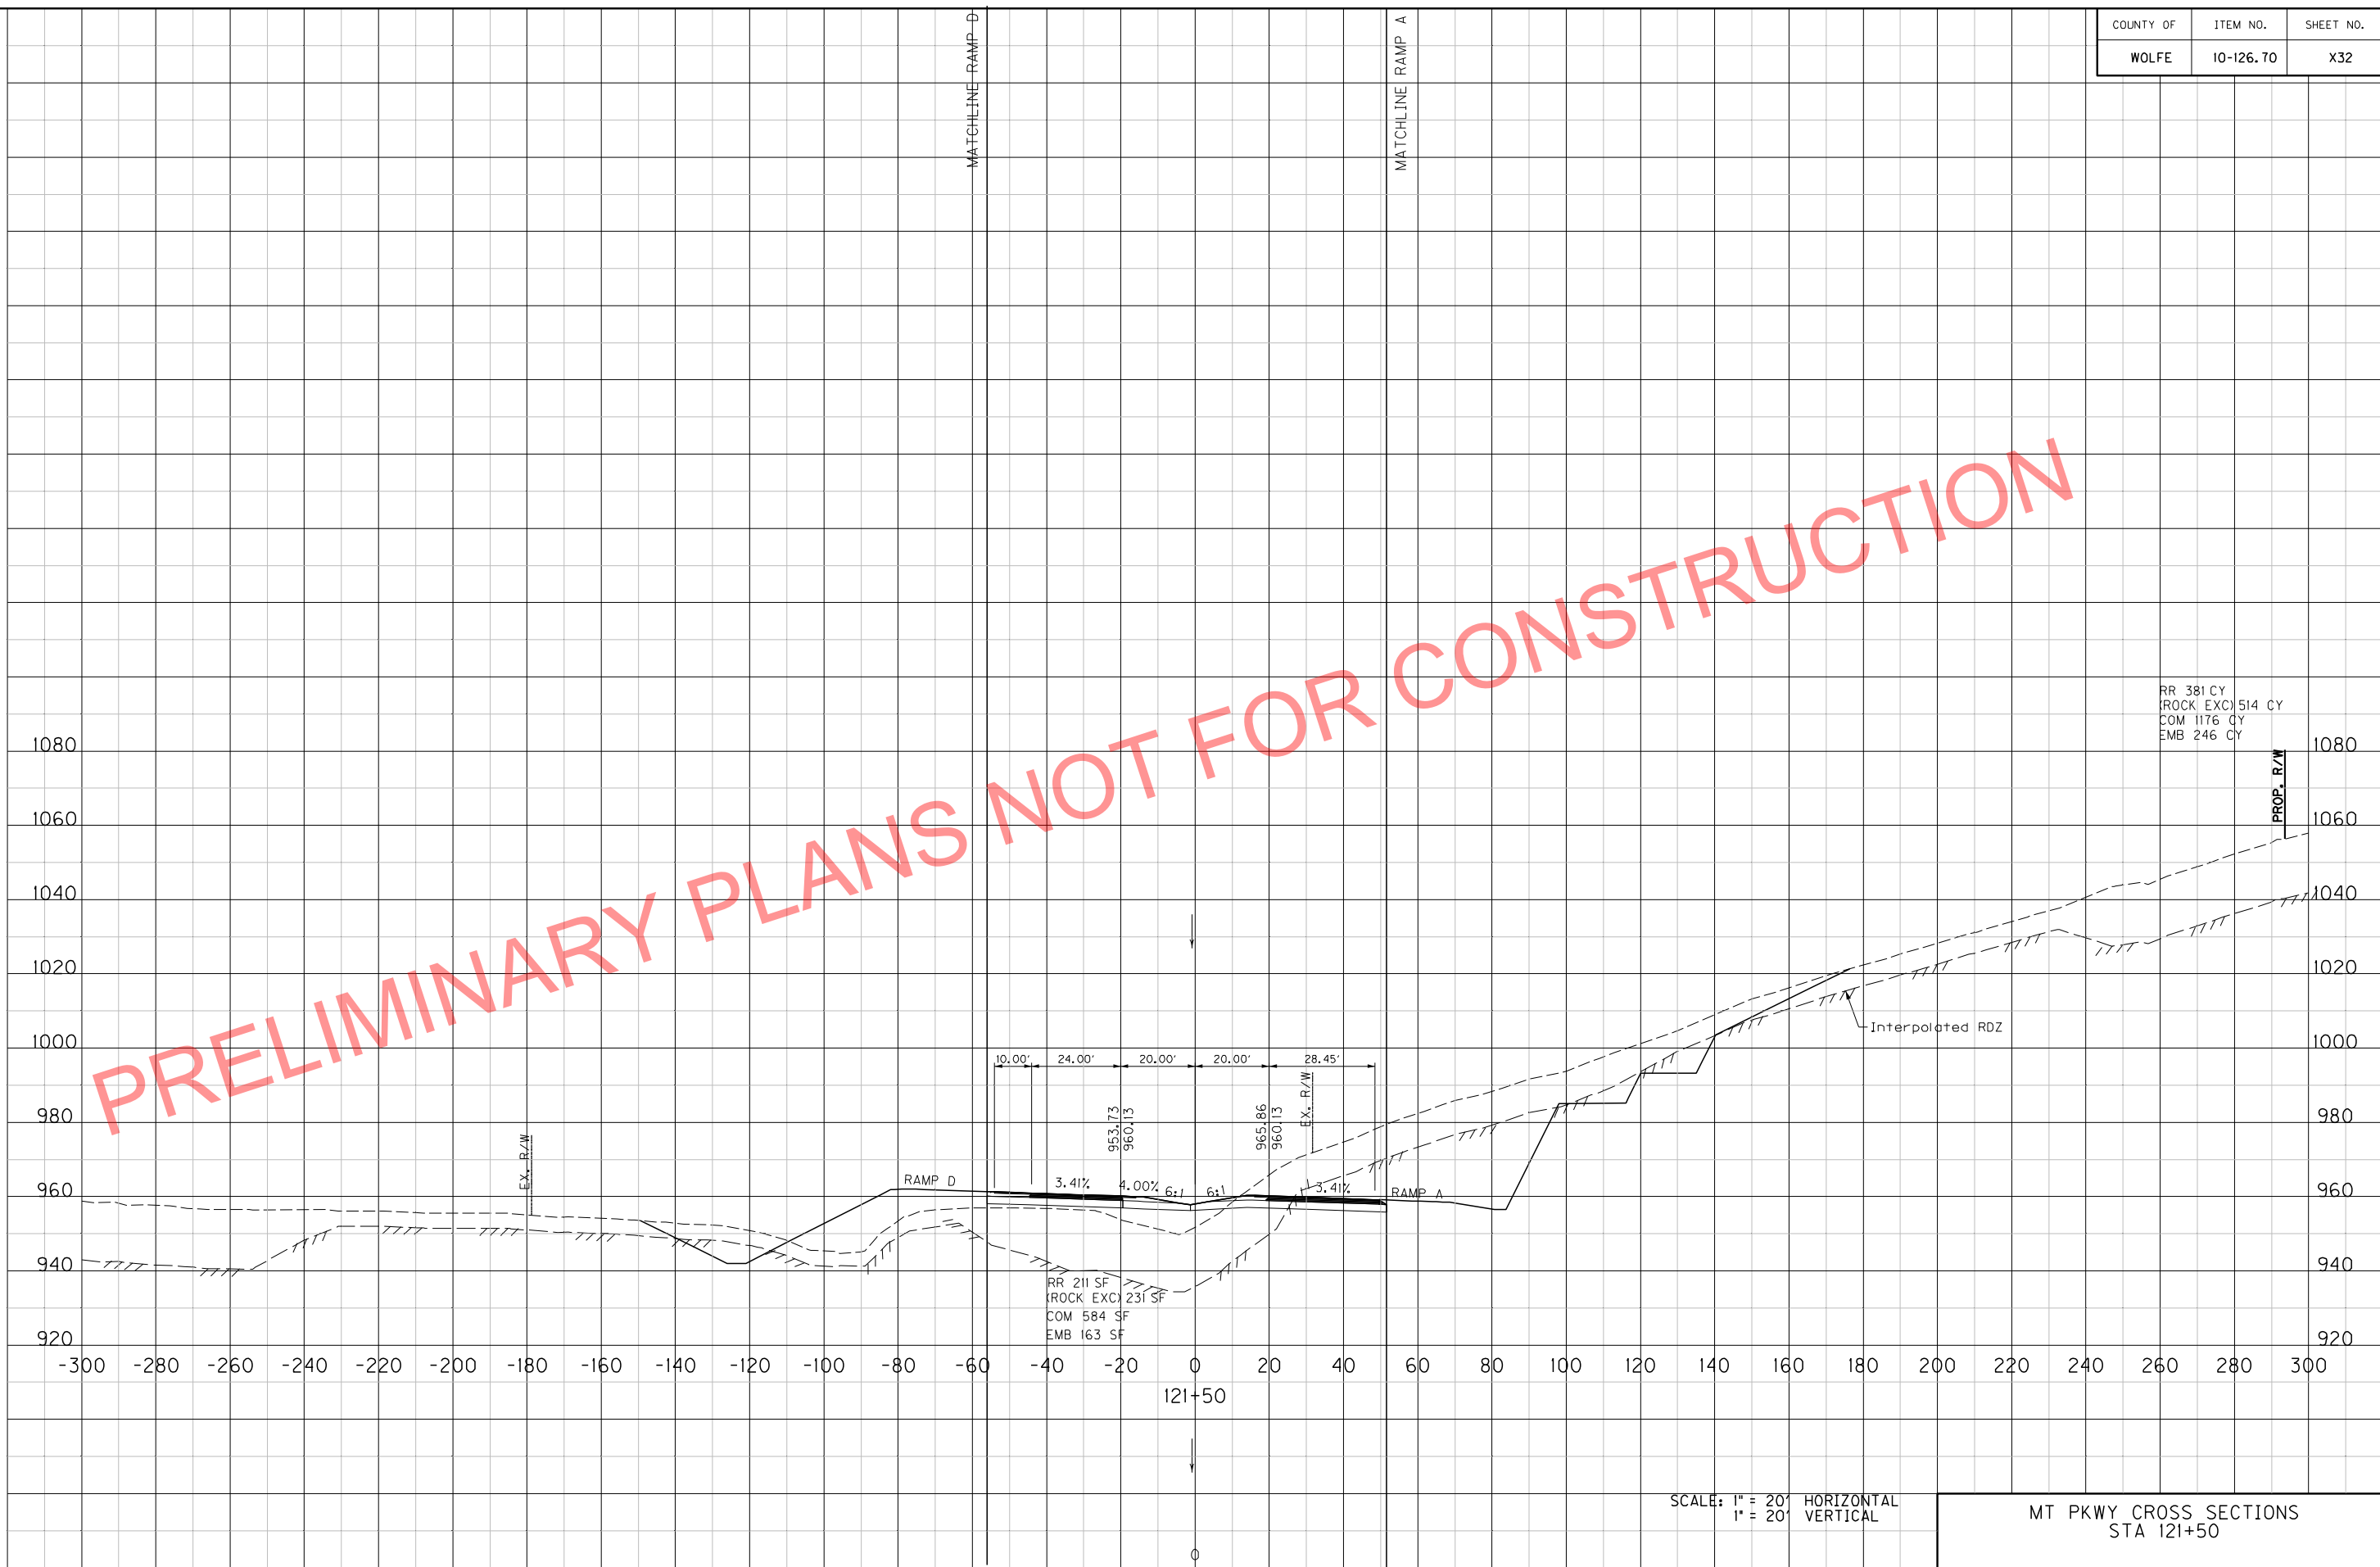 MATCHLINE RAMP D
MATCHLINE RAMP A
COUNTY OF ITEM NO. SHEET NO.
WOLFE 10-126.70 X32
PRELIMINARY PLANS NOT FOR CONSTRUCTION
RR 381 CY
(ROCK EXC) 514 CY
COM 1176 CY
EMB 246 CY
PROP. R/W
1080 1080
1060 1060
1040 1040
1020 1020
Interpolated RDZ
1000 1000
10.00' 24.00' 20.00' 20.00' 28.45'
980 980
953.73
960.13
965.86
960.13
EX. R/W
EX. R/W
RAMP D 3.41% 4.00% 6:1 6:1 3.41% RAMP A
960 960
940 940
RR 211 SF
(ROCK EXC) 231 SF
COM 584 SF
EMB 163 SF
920 920
-300 -280 -260 -240 -220 -200 -180 -160 -140 -120 -100 -80 -60 -40 -20 0 20 40 60 80 100 120 140 160 180 200 220 240 260 280 300
121+50
SCALE: 1" = 20' HORIZONTAL
1" = 20' VERTICAL
MT PKWY CROSS SECTIONS
STA 121+50
0